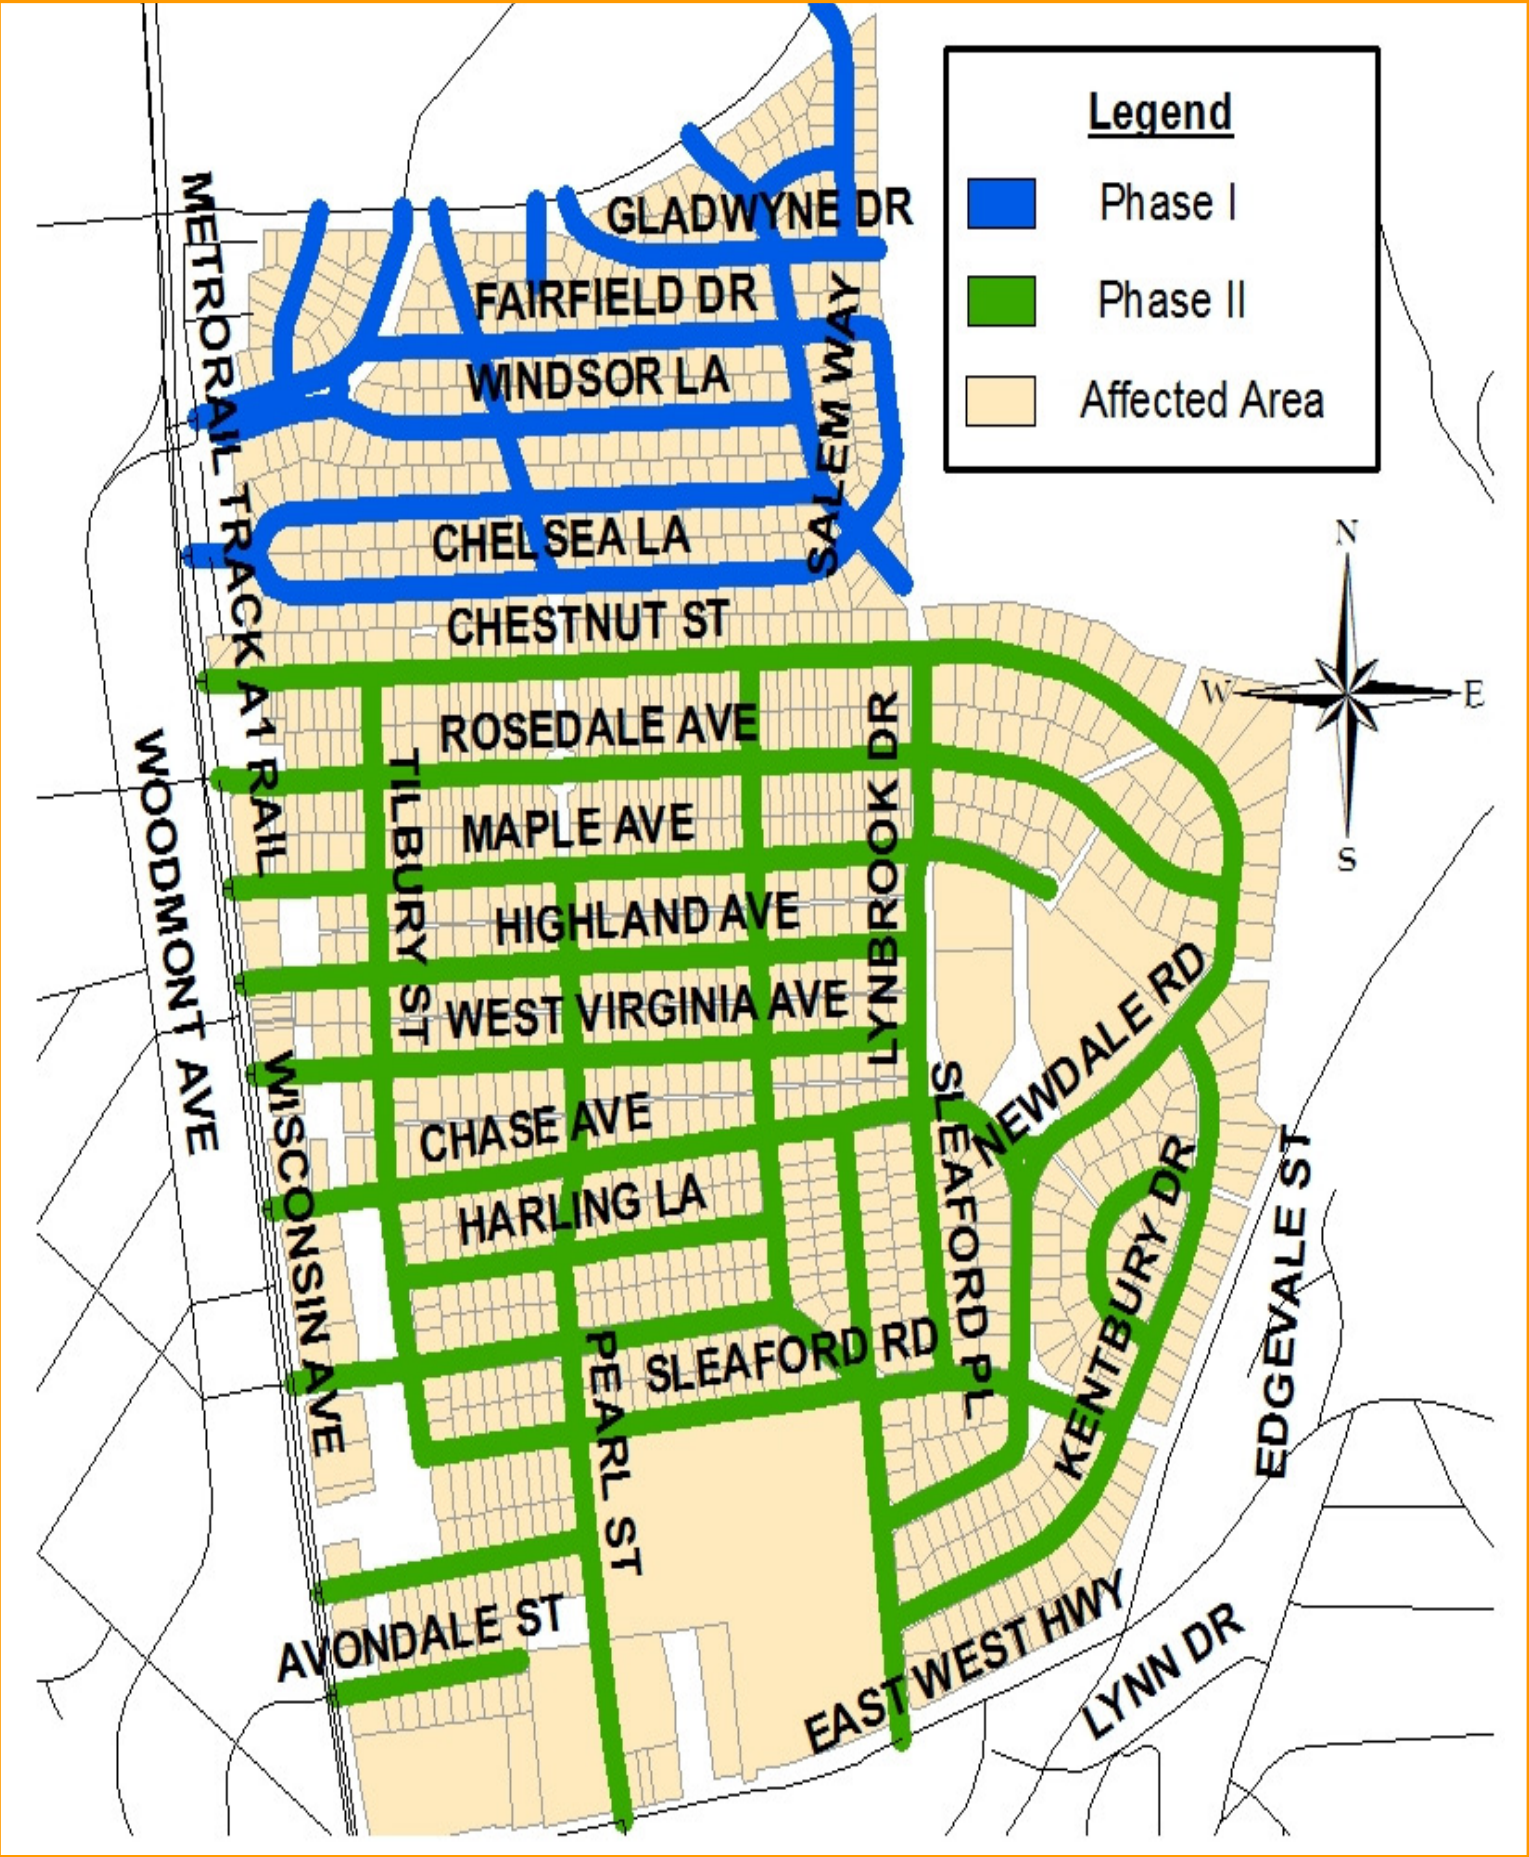 Legend
Phase I
Phase II
Affected Area
N
W
E
S
METRORAIL TRACK A1 RAIL
GLADWYNE DR
FAIRFIELD DR
WINDSOR LA
SALEM WAY
CHELSEA LA
CHESTNUT ST
ROSEDALE AVE
LYNBROOK DR
WOODMONT AVE
TILBURY ST
MAPLE AVE
HIGHLAND AVE
WEST VIRGINIA AVE
NEWDALE RD
WISCONSIN AVE
CHASE AVE
SLEAFORD PL
HARLING LA
KENTBURY DR
EDGEVALE ST
SLEAFORD RD
PEARL ST
AVONDALE ST
EAST WEST HWY
LYNN DR